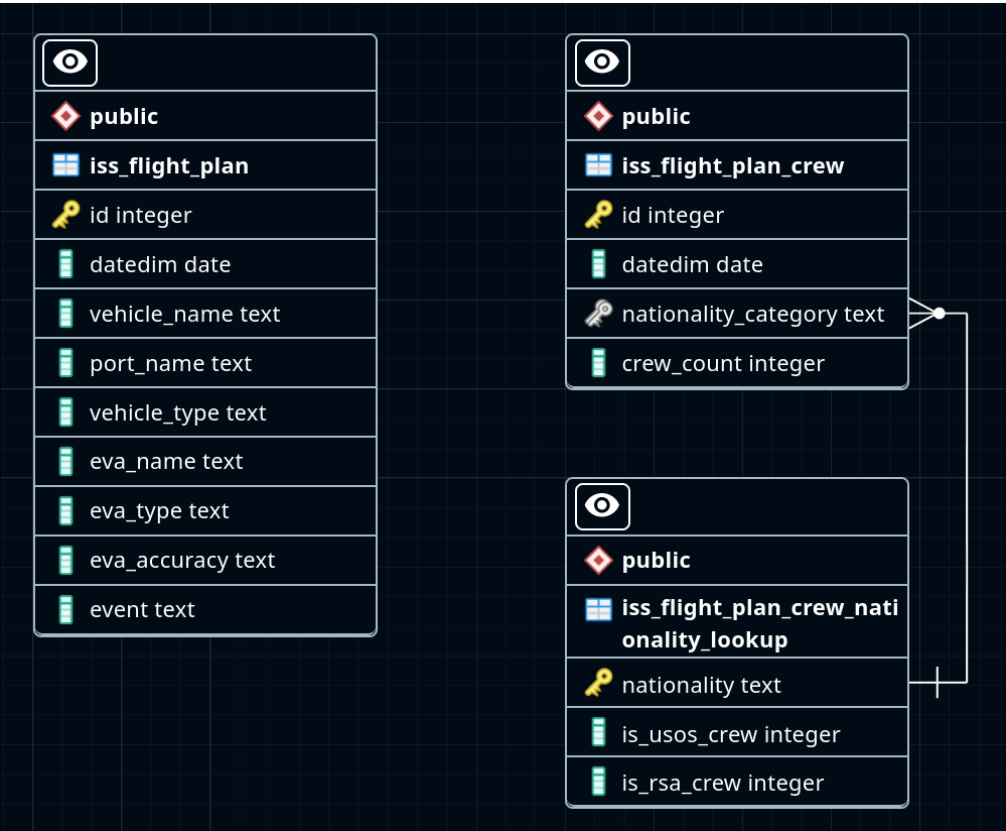 public
iss_flight_plan
id integer
datedim date
vehicle_name text
port_name text
vehicle_type text
eva_name text
eva_type text
eva_accuracy text
event text
public
iss_flight_plan_crew
id integer
datedim date
nationality_category text
crew_count integer
public
iss_flight_plan_crew_nati
onality_lookup
nationality text
is_usos_crew integer
is_rsa_crew integer